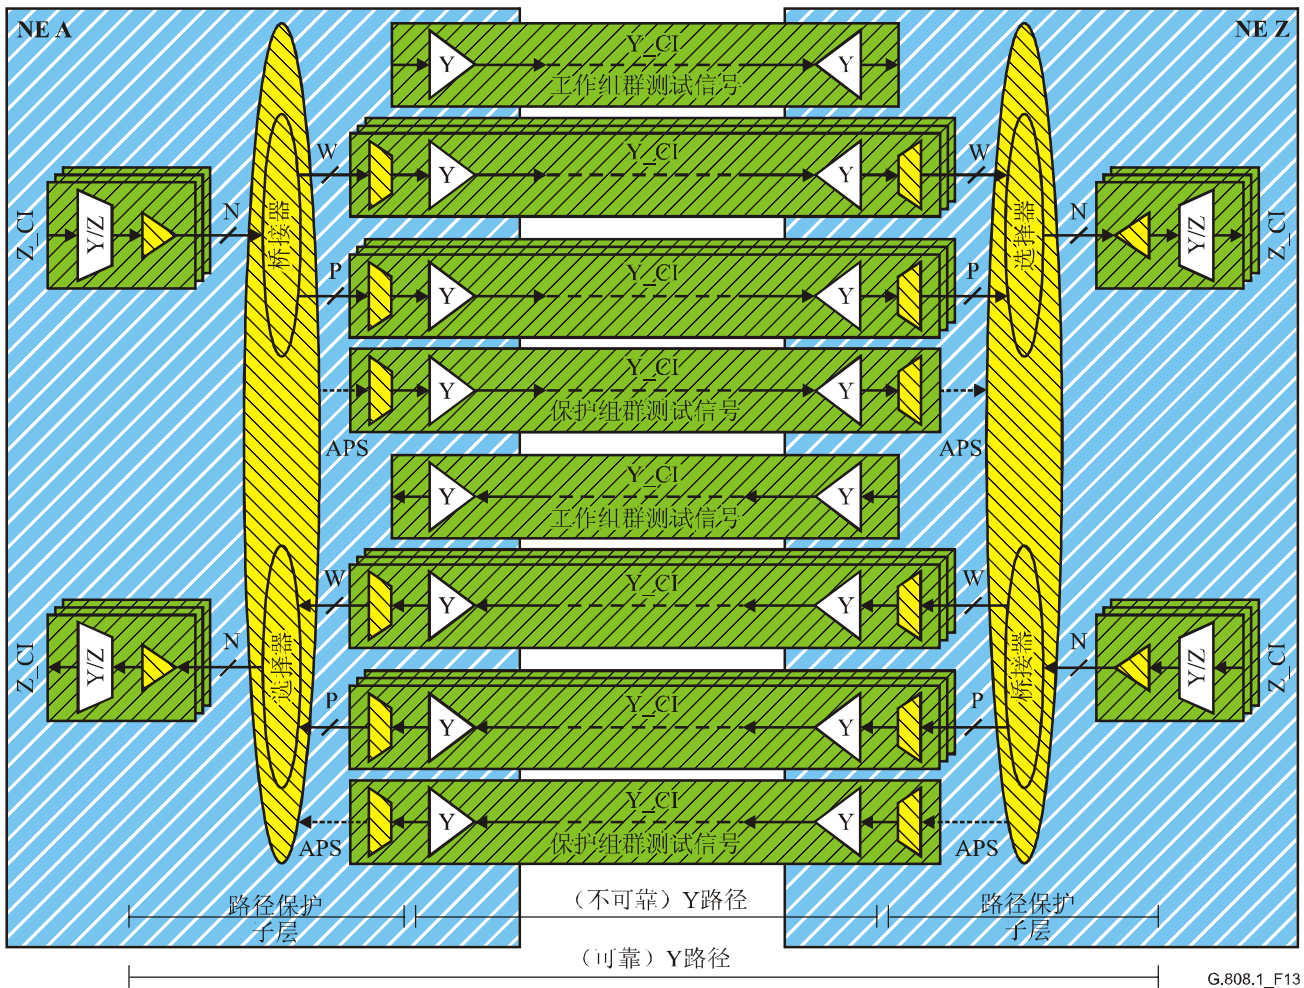 NE A
NE Z
Y_CI
Y
Y
工作组群测试信号
W
Y_CI
W
Y
Y
Z_CI
Y/Z
N
桥接器
选择器
N
Y/Z
Z_CI
P
Y_CI
P
Y
Y
Y_CI
Y
Y
保护组群测试信号
APS
APS
Y_CI
Y
Y
工作组群测试信号
W
Y_CI
W
Y
Y
Z_CI
Y/Z
N
选择器
桥接器
N
Y/Z
Z_CI
P
Y_CI
P
Y
Y
Y_CI
Y
Y
保护组群测试信号
APS
APS
路径保护
子层
（不可靠）Y路径
路径保护
子层
（可靠）Y路径
G.808.1_F13